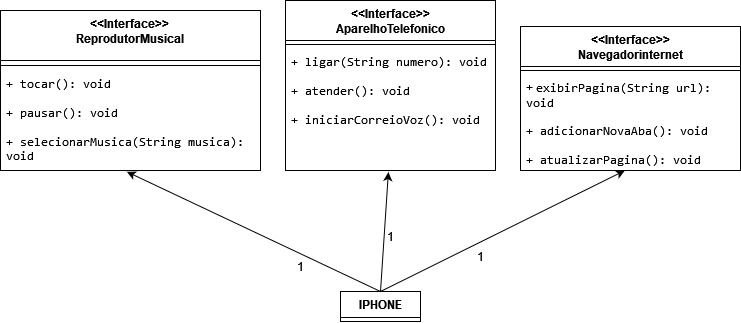 <<Interface>>
ReprodutorMusical
+ tocar(): void
+ pausar(): void
+ selecionarMusica(String musica):
void
<<Interface>>
AparelhoTelefonico
+ ligar(String numero): void
+ atender(): void
+ iniciarCorreioVoz(): void
<<Interface>>
Navegadorinternet
+ exibirPagina(String url):
void
+ adicionarNovaAba(): void
+ atualizarPagina(): void
1
1
1
IPHONE